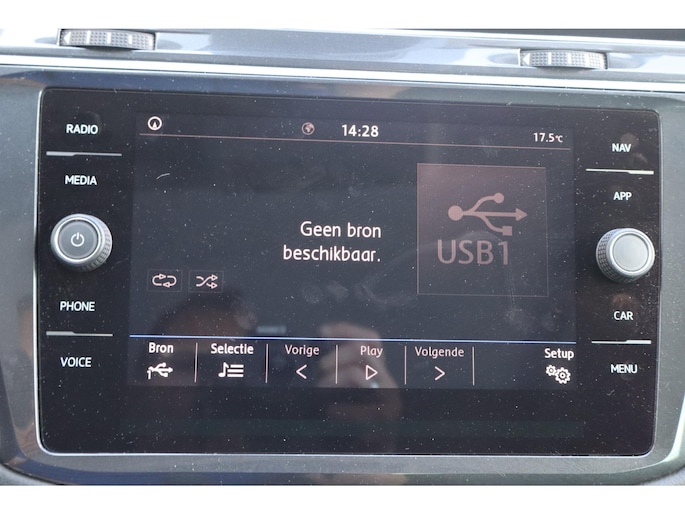 RADIO
MEDIA
PHONE
VOICE
14:28
17.5°C
Geen bron
beschikbaar.
USB1
Bron
Selectie
Vorige
Play
Volgende
Setup
1
NAV
APP
CAR
MENU